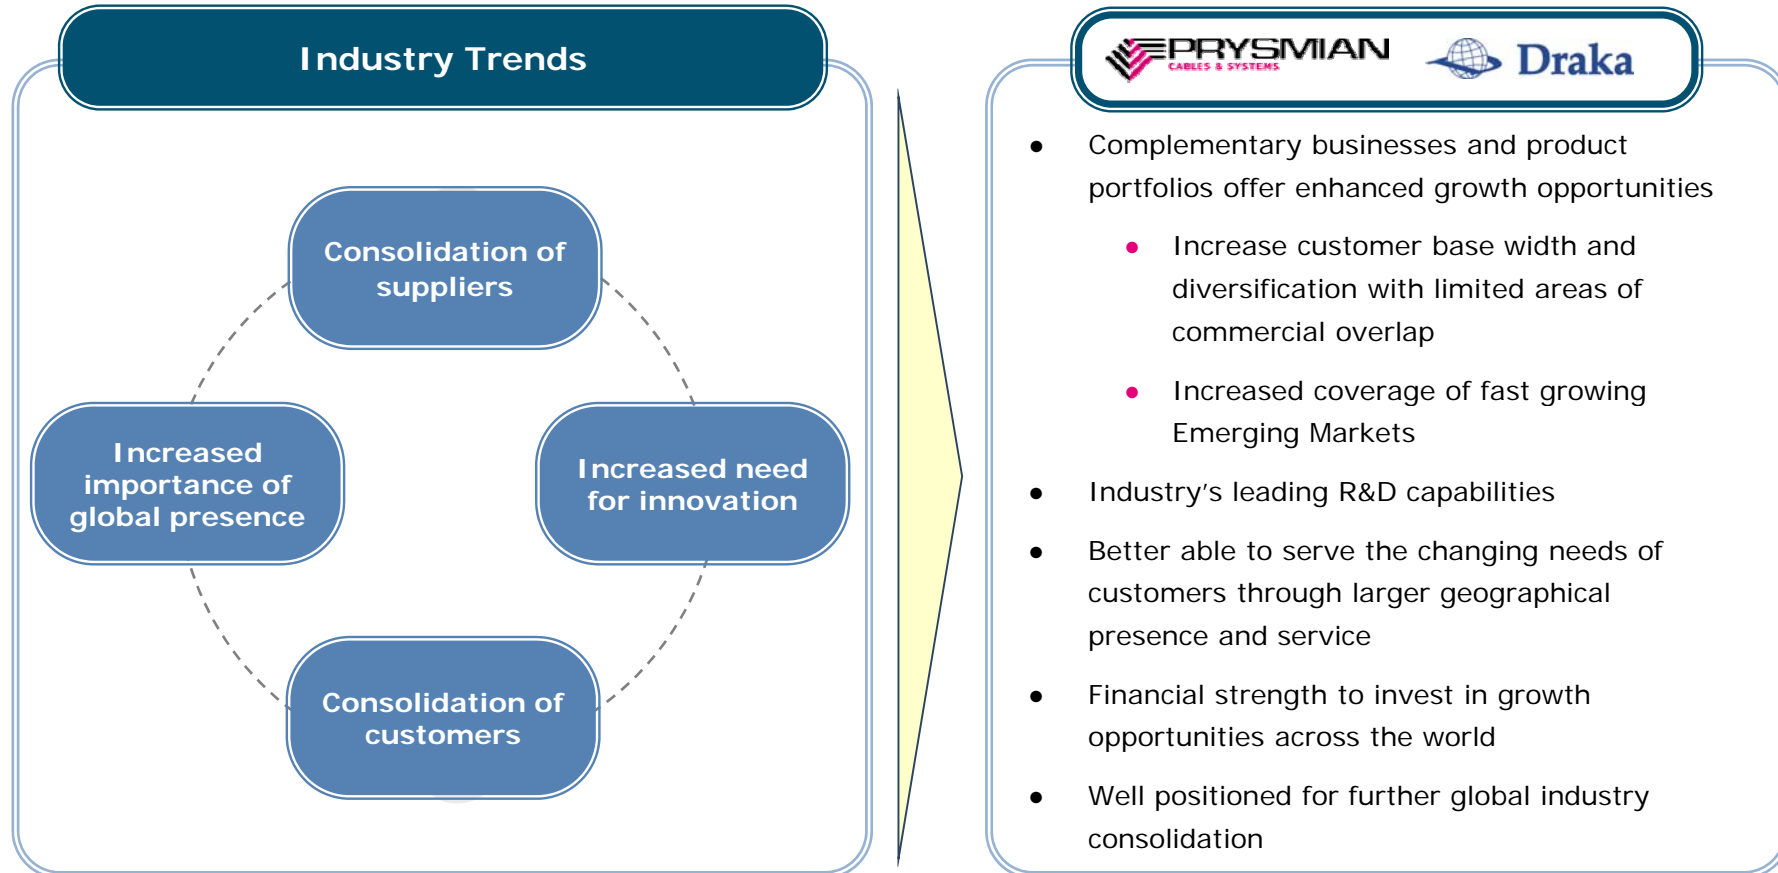 Industry Trends
Consolidation of
suppliers
Increased
importance of
global presence
Increased need
for innovation
Consolidation of
customers
PRYSMIAN
CABLES & SYSTEMS
Draka
● Complementary businesses and product
portfolios offer enhanced growth opportunities
● Increase customer base width and
diversification with limited areas of
commercial overlap
● Increased coverage of fast growing
Emerging Markets
● Industry’s leading R&D capabilities
● Better able to serve the changing needs of
customers through larger geographical
presence and service
● Financial strength to invest in growth
opportunities across the world
● Well positioned for further global industry
consolidation